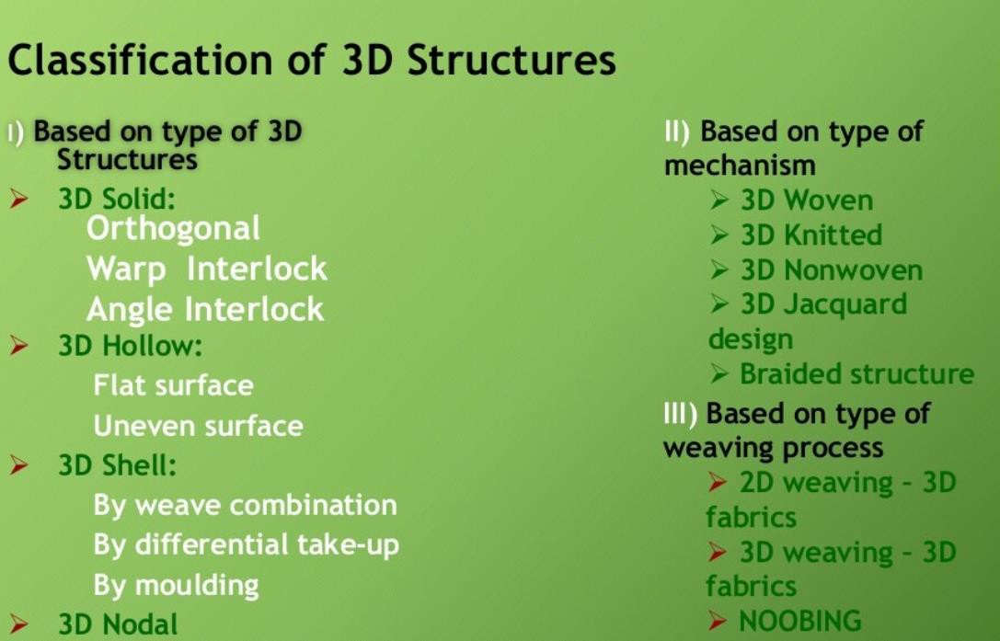 Classification of 3D Structures
I) Based on type of 3D
Structures
➢ 3D Solid:
Orthogonal
Warp Interlock
Angle Interlock
➢ 3D Hollow:
Flat surface
Uneven surface
➢ 3D Shell:
By weave combination
By differential take-up
By moulding
➢ 3D Nodal
II) Based on type of
mechanism
➢ 3D Woven
➢ 3D Knitted
➢ 3D Nonwoven
➢ 3D Jacquard
design
➢ Braided structure
III) Based on type of
weaving process
➢ 2D weaving – 3D
fabrics
➢ 3D weaving – 3D
fabrics
➢ NOOBING